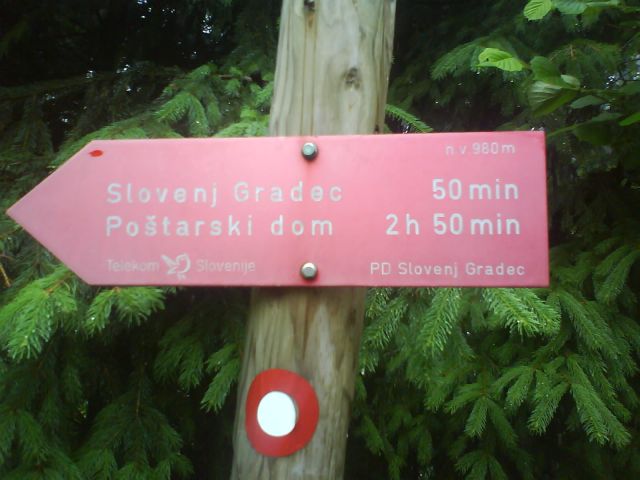 n.v. 980m
Slovenj Gradec 50 min
Poštarski dom 2h 50 min
Telekom Slovenije PD Slovenj Gradec